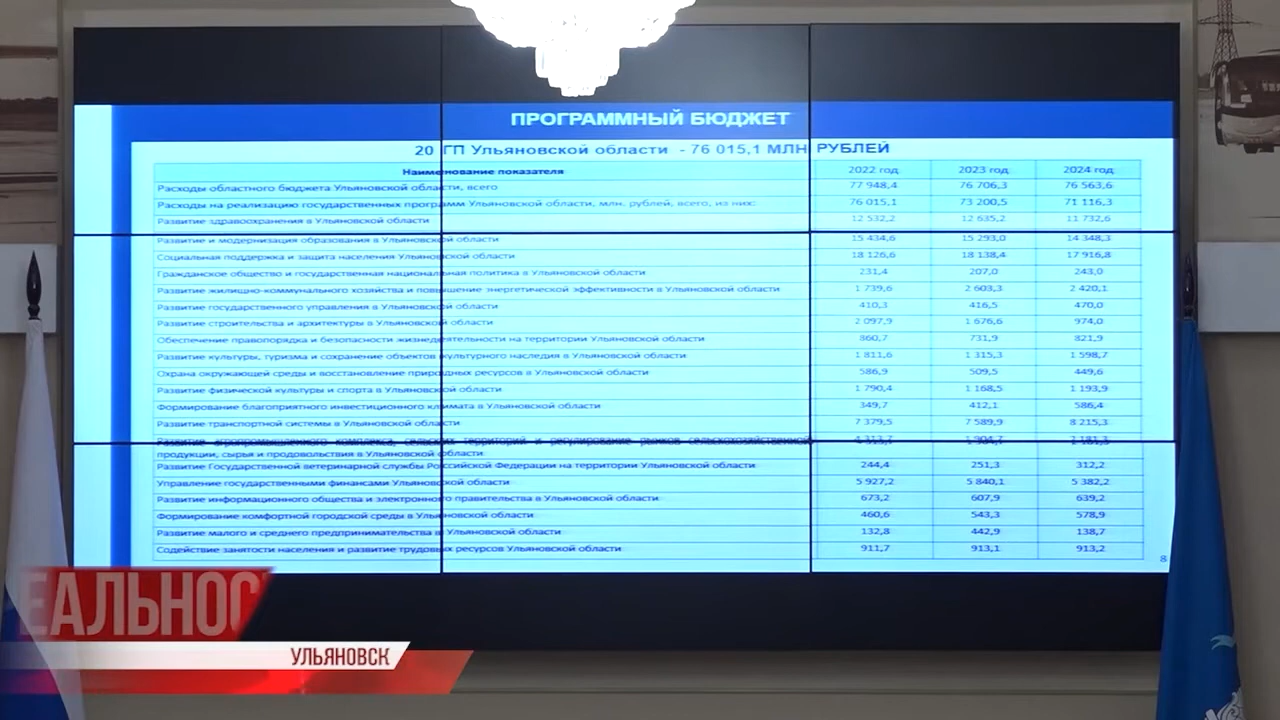 ПРОГРАММНЫЙ БЮДЖЕТ
20 ГП Ульяновской области - 76 015,1 МЛН РУБЛЕЙ
Наименование показателя 2022 год 2023 год 2024 год
Расходы областного бюджета Ульяновской области, всего 77 948,4 76 706,3 76 563,6
Расходы на реализацию государственных программ Ульяновской области, млн. рублей, всего, из них: 76 015,1 73 200,5 71 116,3
Развитие здравоохранения в Ульяновской области 12 532,2 12 635,2 11 732,6
Развитие и модернизация образования в Ульяновской области 15 434,6 15 293,0 14 348,3
Социальная поддержка и защита населения Ульяновской области 18 126,6 18 138,4 17 916,8
Гражданское общество и государственная национальная политика в Ульяновской области 231,4 207,0 243,0
Развитие жилищно-коммунального хозяйства и повышение энергетической эффективности в Ульяновской области 1 739,6 2 603,3 2 420,1
Развитие государственного управления в Ульяновской области 410,3 416,5 470,0
Развитие строительства и архитектуры в Ульяновской области 2 097,9 1 676,6 974,0
Обеспечение правопорядка и безопасности жизнедеятельности на территории Ульяновской области 860,7 731,9 821,9
Развитие культуры, туризма и сохранение объектов культурного наследия в Ульяновской области 1 811,6 1 315,3 1 598,7
Охрана окружающей среды и восстановление природных ресурсов в Ульяновской области 586,9 509,5 449,6
Развитие физической культуры и спорта в Ульяновской области 1 790,4 1 168,5 1 193,9
Формирование благоприятного инвестиционного климата в Ульяновской области 349,7 412,1 586,4
Развитие транспортной системы в Ульяновской области 7 379,5 7 589,9 8 215,3
Развитие агропромышленного комплекса, сельских территорий и регулирование рынков сельскохозяйственной 4 313,7 1 904,7 2 181,3
продукции, сырья и продовольствия в Ульяновской области
Развитие Государственной ветеринарной службы Российской Федерации на территории Ульяновской области 244,4 251,3 312,2
Управление государственными финансами Ульяновской области 5 927,2 5 840,1 5 382,2
Развитие информационного общества и электронного правительства в Ульяновской области 673,2 607,9 639,2
Формирование комфортной городской среды в Ульяновской области 460,6 543,3 578,9
Развитие малого и среднего предпринимательства в Ульяновской области 132,8 442,9 138,7
Содействие занятости населения и развитие трудовых ресурсов Ульяновской области 911,7 913,1 913,2
8
ЕАЛЬНОС
УЛЬЯНОВСК